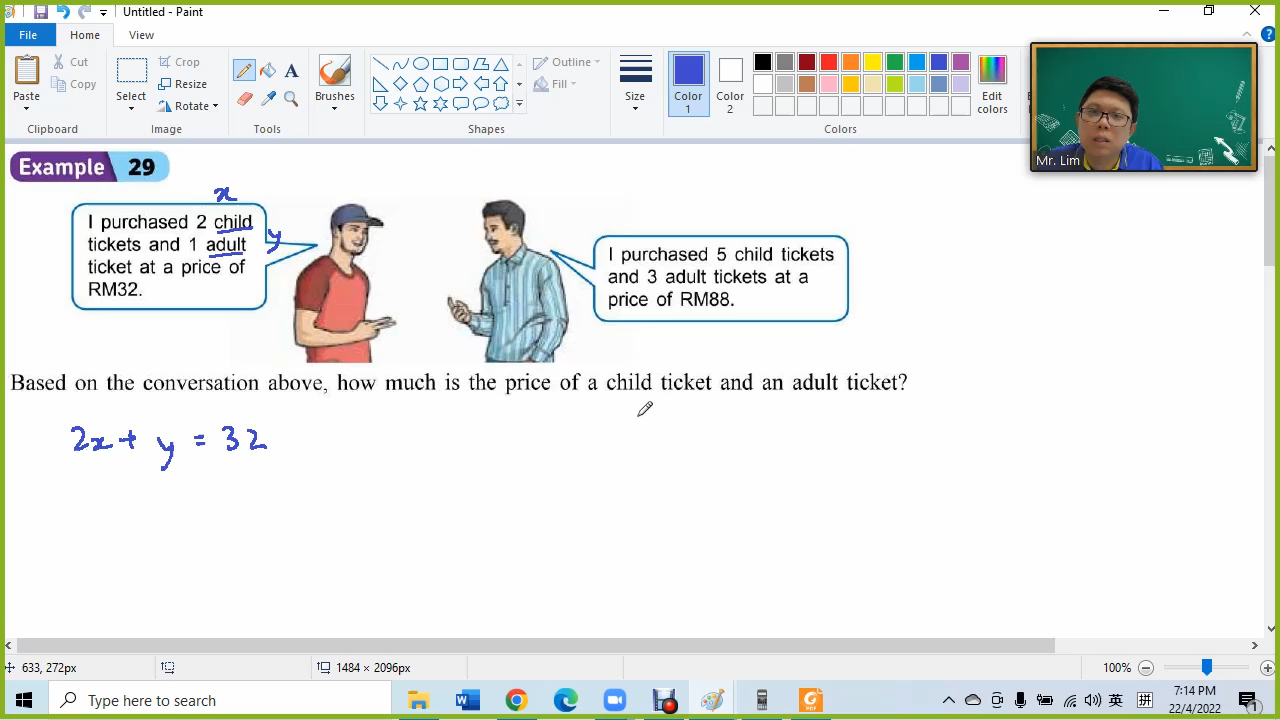 Untitled - Paint
File Home View
Paste Cut Copy Clipboard
Select Crop Resize Rotate Image
Tools
Brushes
Outline Fill Shapes
Size
Color 1 Color 2 Edit colors Colors
Mr. Lim
Example 29
x
I purchased 2 child
tickets and 1 adult
ticket at a price of
RM32.
y
I purchased 5 child tickets
and 3 adult tickets at a
price of RM88.
Based on the conversation above, how much is the price of a child ticket and an adult ticket?
2x + y = 32
633, 272px 1484 × 2096px 100%
Type here to search
英 拼 7:14 PM
22/4/2022 1